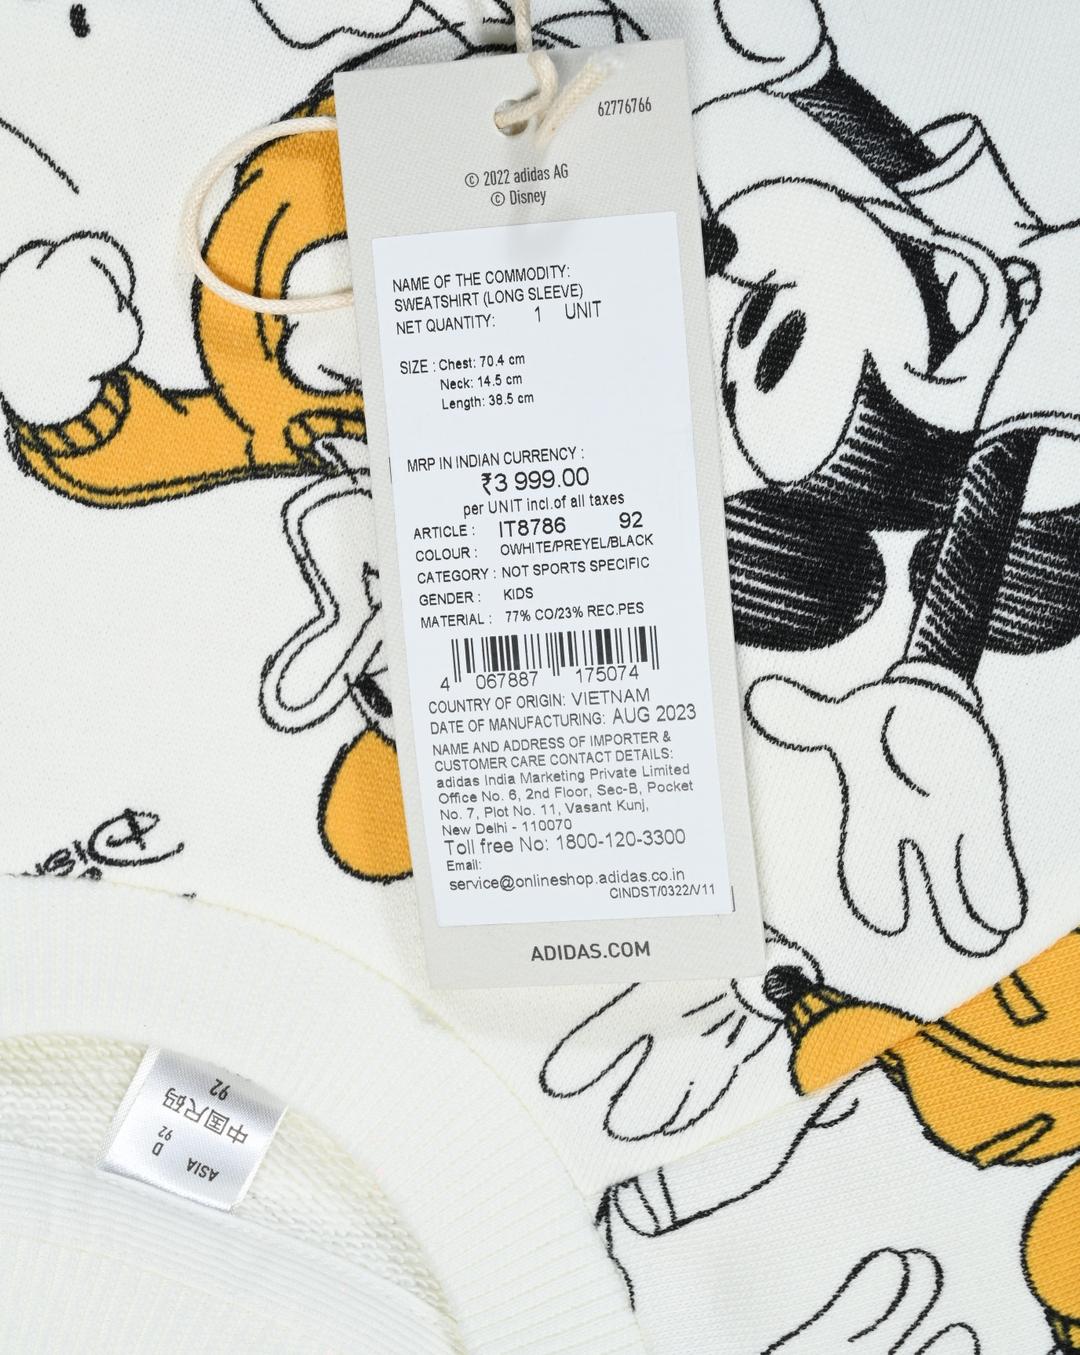 62776766
© 2022 adidas AG
© Disney
NAME OF THE COMMODITY:
SWEATSHIRT (LONG SLEEVE)
NET QUANTITY: 1 UNIT
SIZE : Chest: 70.4 cm
Neck: 14.5 cm
Length: 38.5 cm
MRP IN INDIAN CURRENCY :
₹3 999.00
per UNIT incl.of all taxes
ARTICLE : IT8786 92
COLOUR : OWHITE/PREYEL/BLACK
CATEGORY : NOT SPORTS SPECIFIC
GENDER : KIDS
MATERIAL : 77% CO/23% REC.PES
4 067887 175074
COUNTRY OF ORIGIN: VIETNAM
DATE OF MANUFACTURING: AUG 2023
NAME AND ADDRESS OF IMPORTER &
CUSTOMER CARE CONTACT DETAILS:
adidas India Marketing Private Limited
Office No. 6, 2nd Floor, Sec-B, Pocket
No. 7, Plot No. 11, Vasant Kunj,
New Delhi - 110070
Toll free No: 1800-120-3300
Email:
service@onlineshop.adidas.co.in
CINDST/0322/V11
ADIDAS.COM
ASIA D
92
中国尺码
92